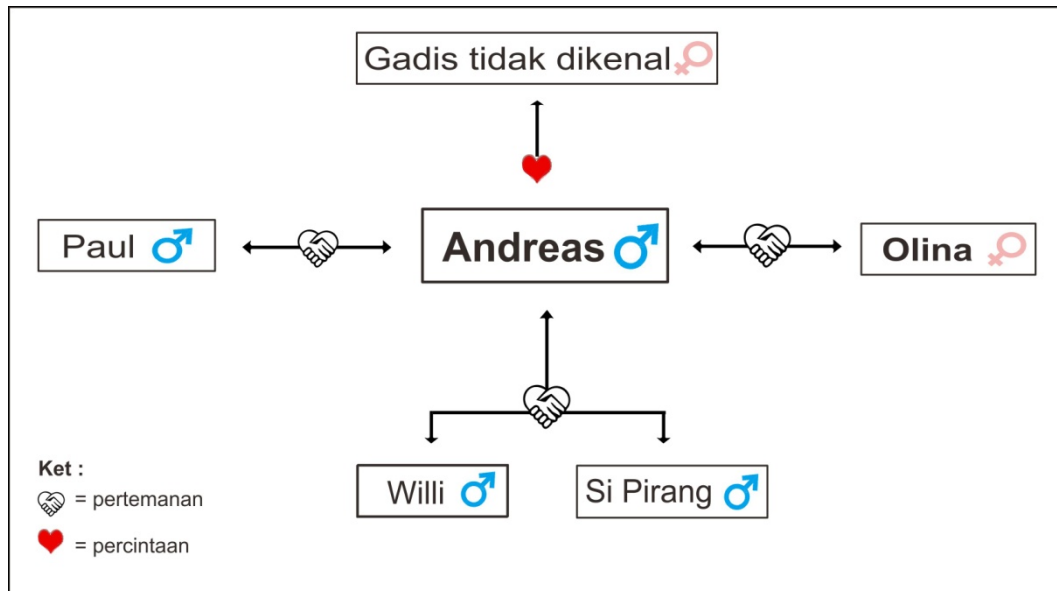 Gadis tidak dikenal
Paul
Andreas
Olina
Willi
Si Pirang
Ket :
= pertemanan
= percintaan